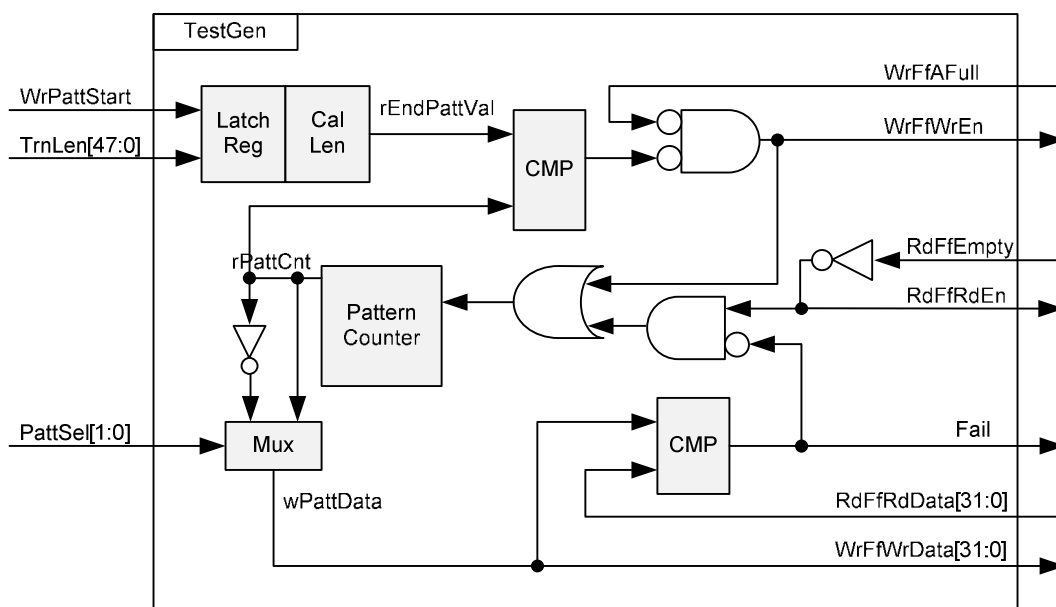 TestGen
WrPattStart
TrnLen[47:0]
Latch
Reg
Cal
Len
rEndPattVal
CMP
WrFfAFull
WrFfWrEn
rPattCnt
Pattern
Counter
RdFfEmpty
RdFfRdEn
PattSel[1:0]
Mux
wPattData
CMP
Fail
RdFfRdData[31:0]
WrFfWrData[31:0]